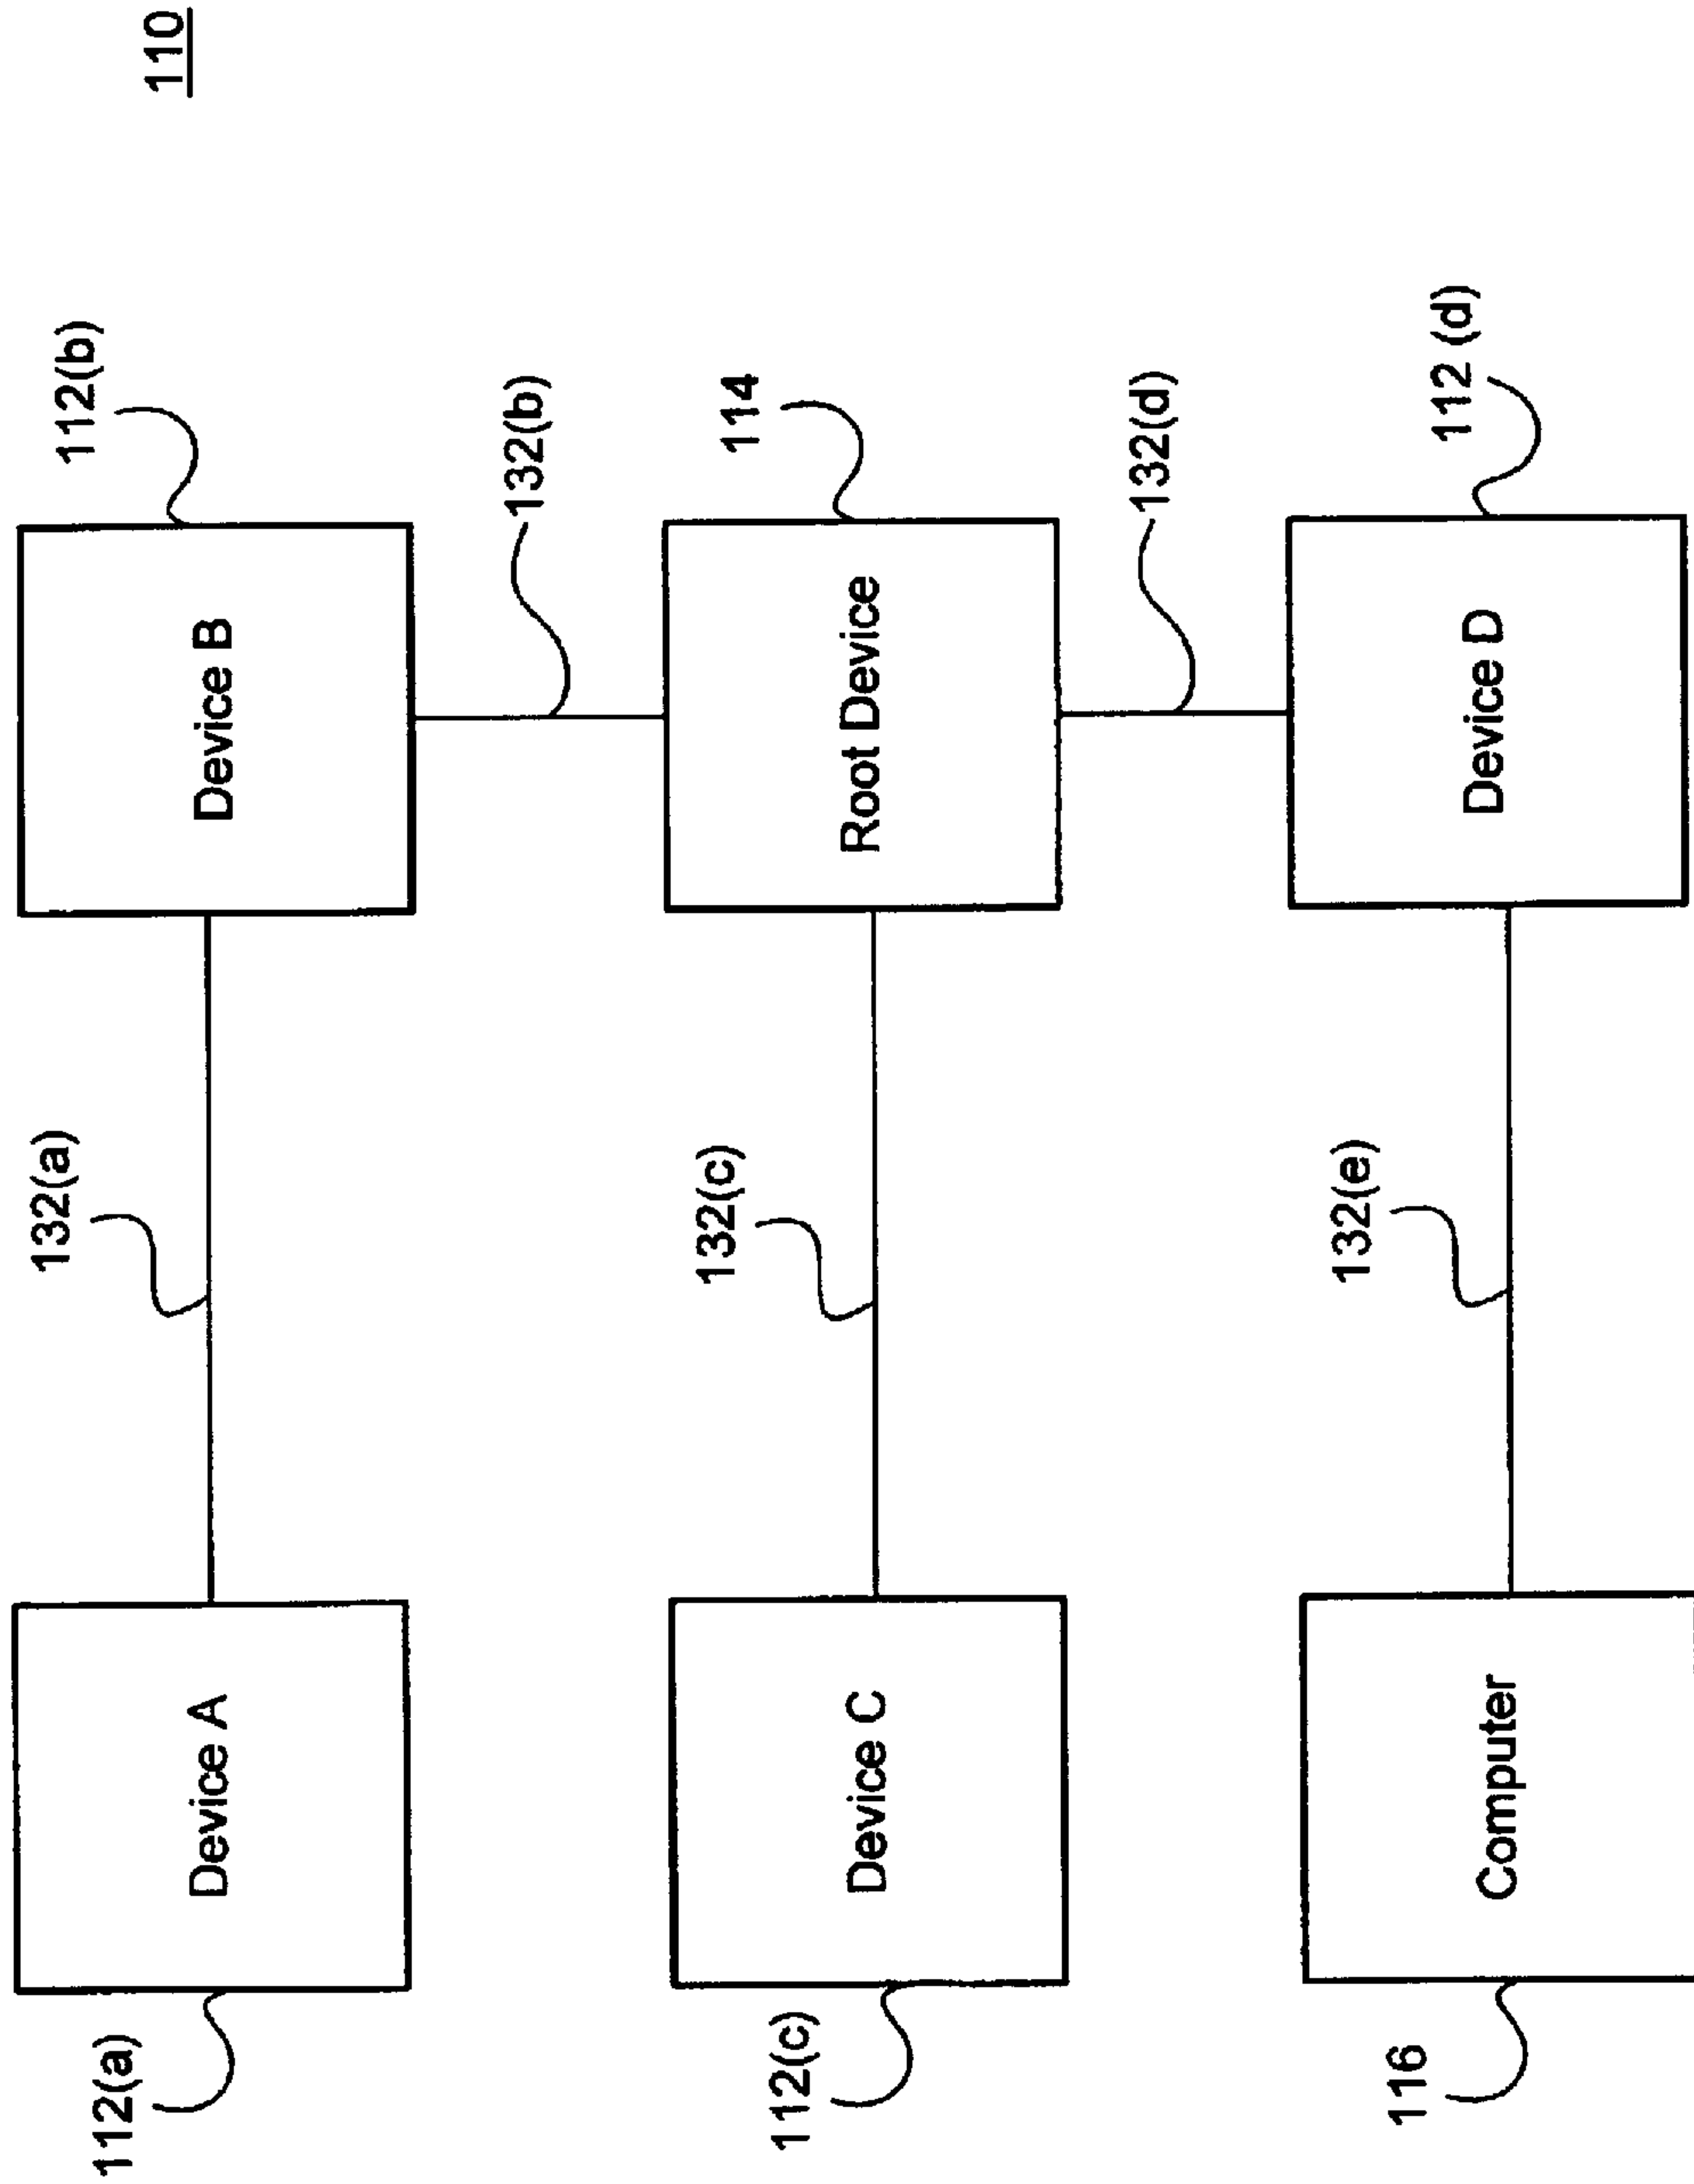 110
112(a)
Device A
132(a)
Device B
112(b)
132(b)
112(c)
Device C
132(c)
Root Device
114
132(d)
116
Computer
132(e)
Device D
112 (d)